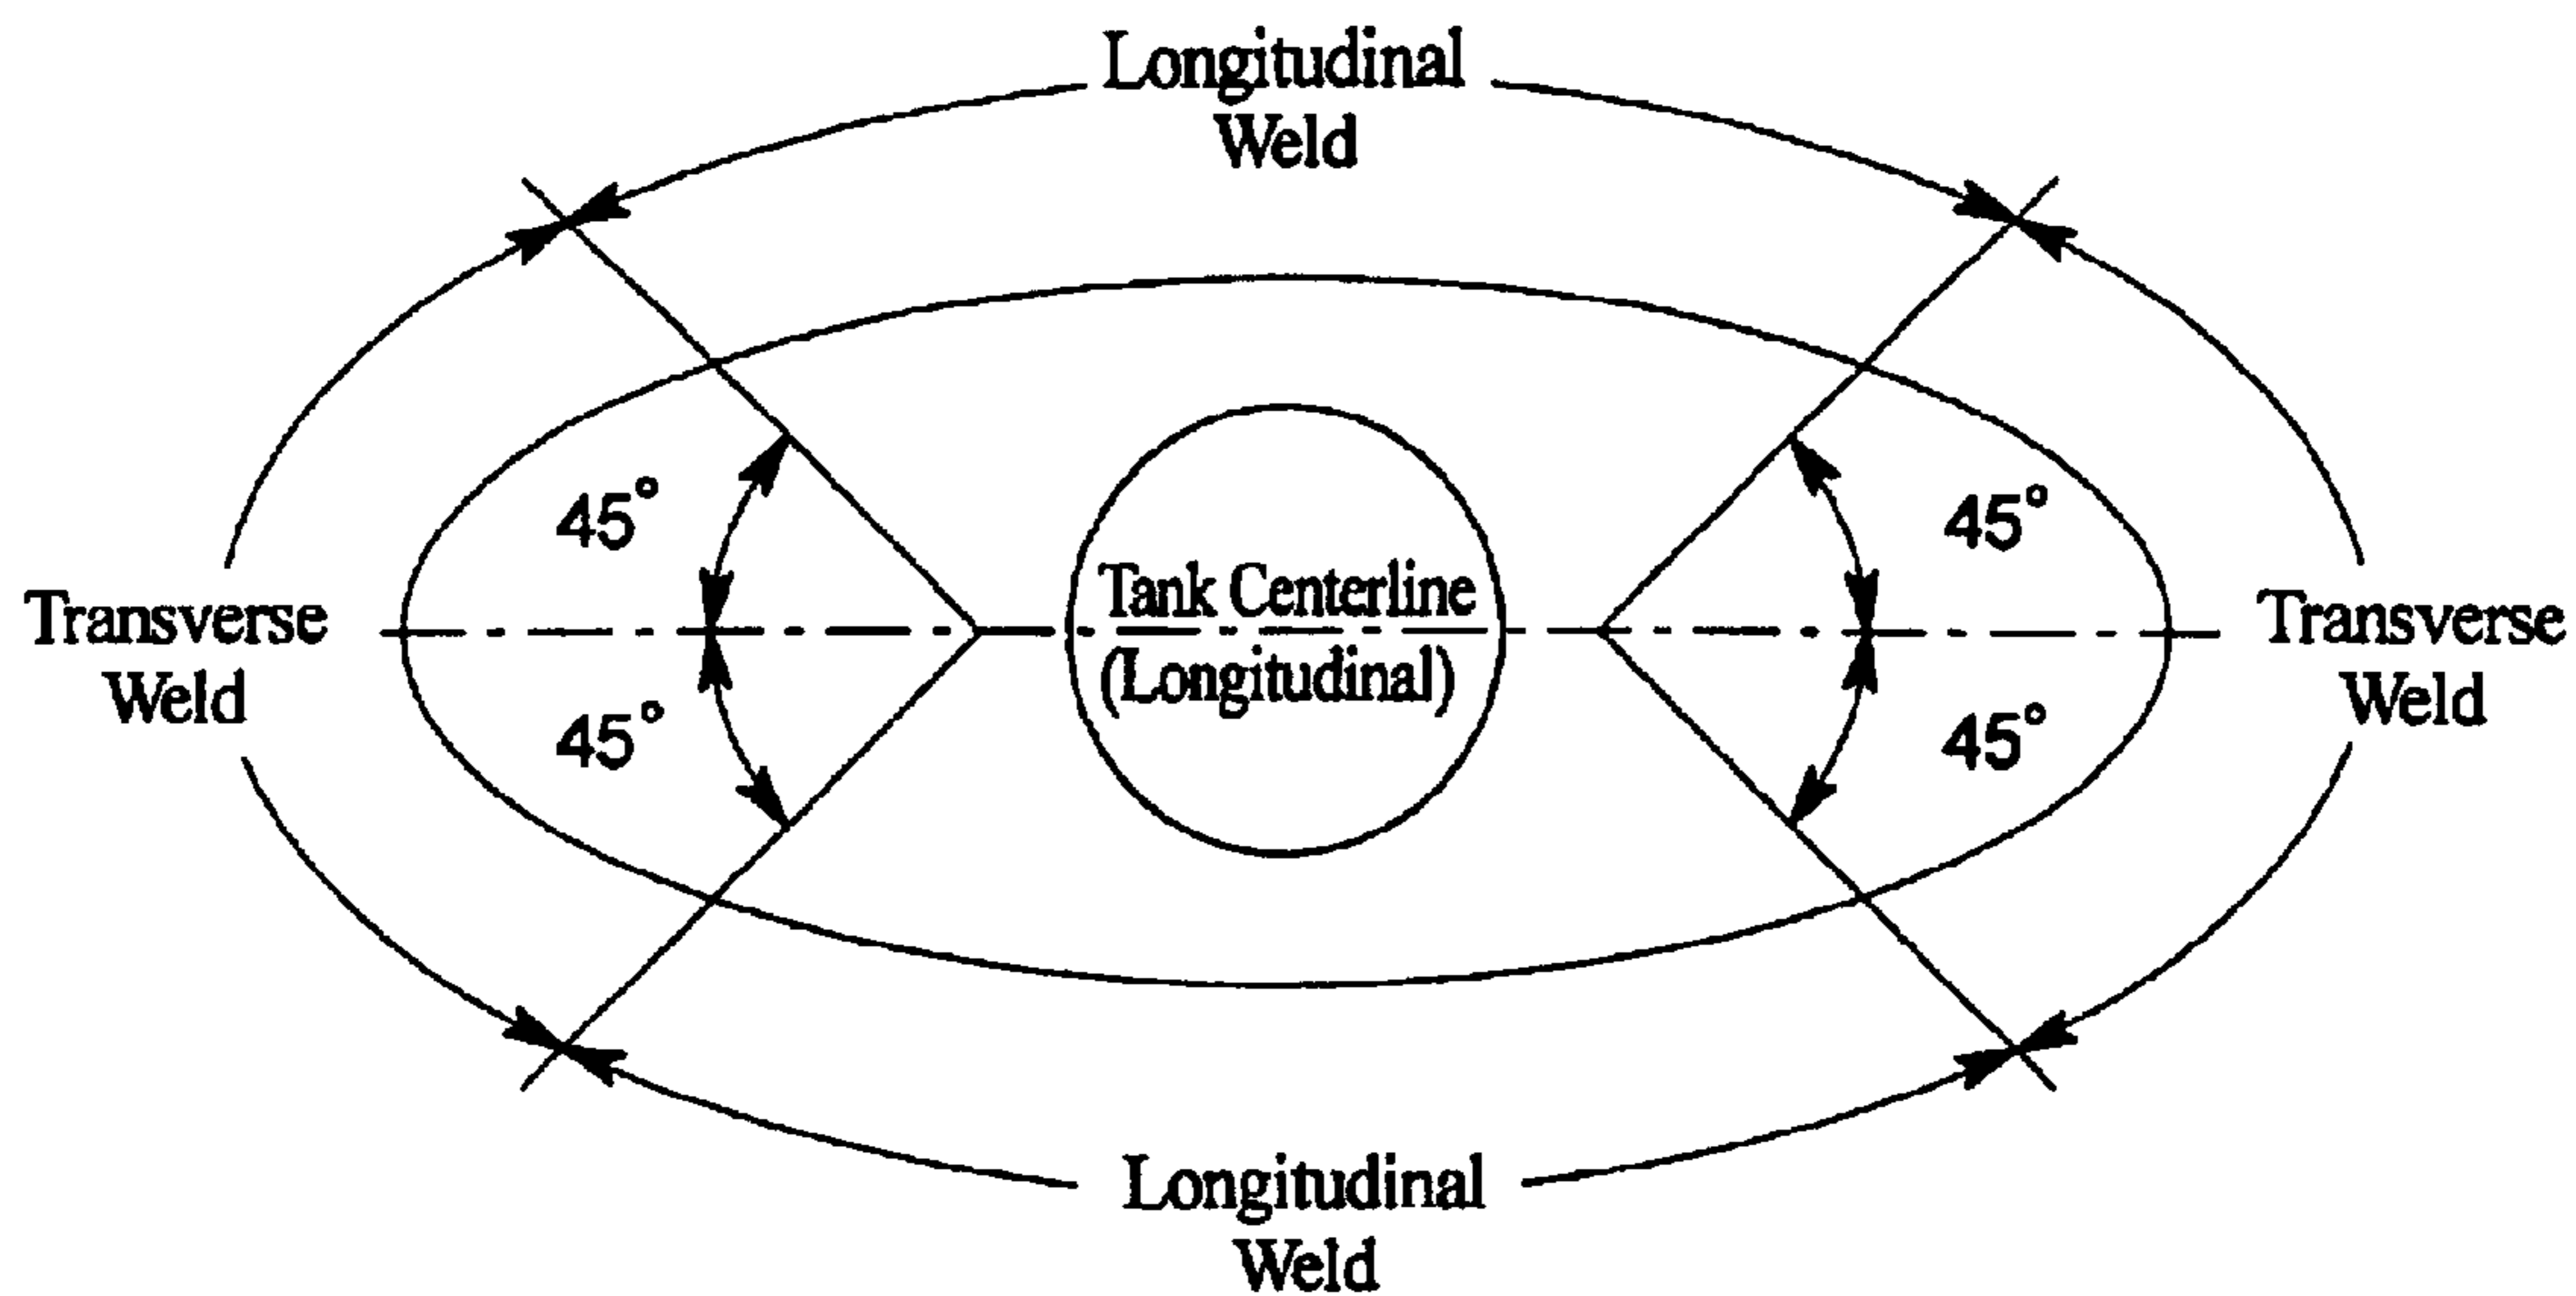 Longitudinal
Weld
45°
45°
Transverse
Weld
Tank Centerline
(Longitudinal)
Transverse
Weld
45°
45°
Longitudinal
Weld